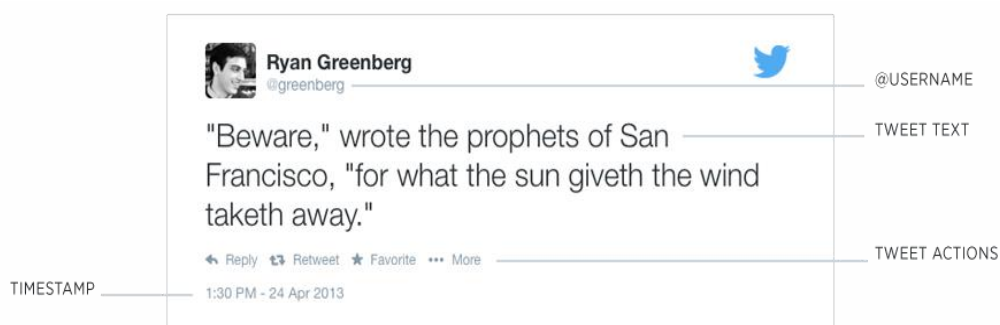 Ryan Greenberg
@greenberg
@USERNAME
"Beware," wrote the prophets of San
TWEET TEXT
Francisco, "for what the sun giveth the wind
taketh away."
Reply Retweet Favorite ••• More
TWEET ACTIONS
TIMESTAMP
1:30 PM - 24 Apr 2013